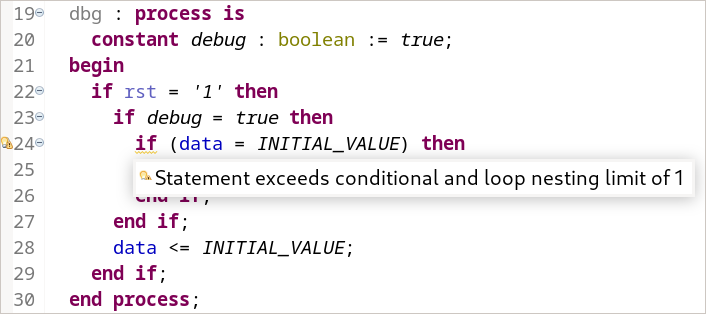 19 dbg : process is
20 constant debug : boolean := true;
21 begin
22 if rst = '1' then
23 if debug = true then
24 if (data = INITIAL_VALUE) then
25
Statement exceeds conditional and loop nesting limit of 1
26 end if;
27 end if;
28 data <= INITIAL_VALUE;
29 end if;
30 end process;